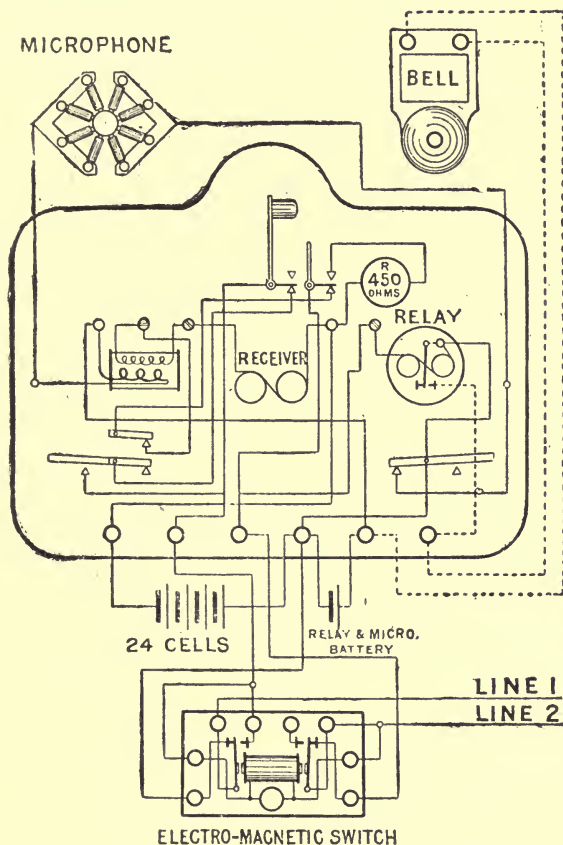 MICROPHONE
BELL
R
450
OHMS
RELAY
RECEIVER
24 CELLS
RELAY & MICRO.
BATTERY
LINE 1
LINE 2
ELECTRO-MAGNETIC SWITCH